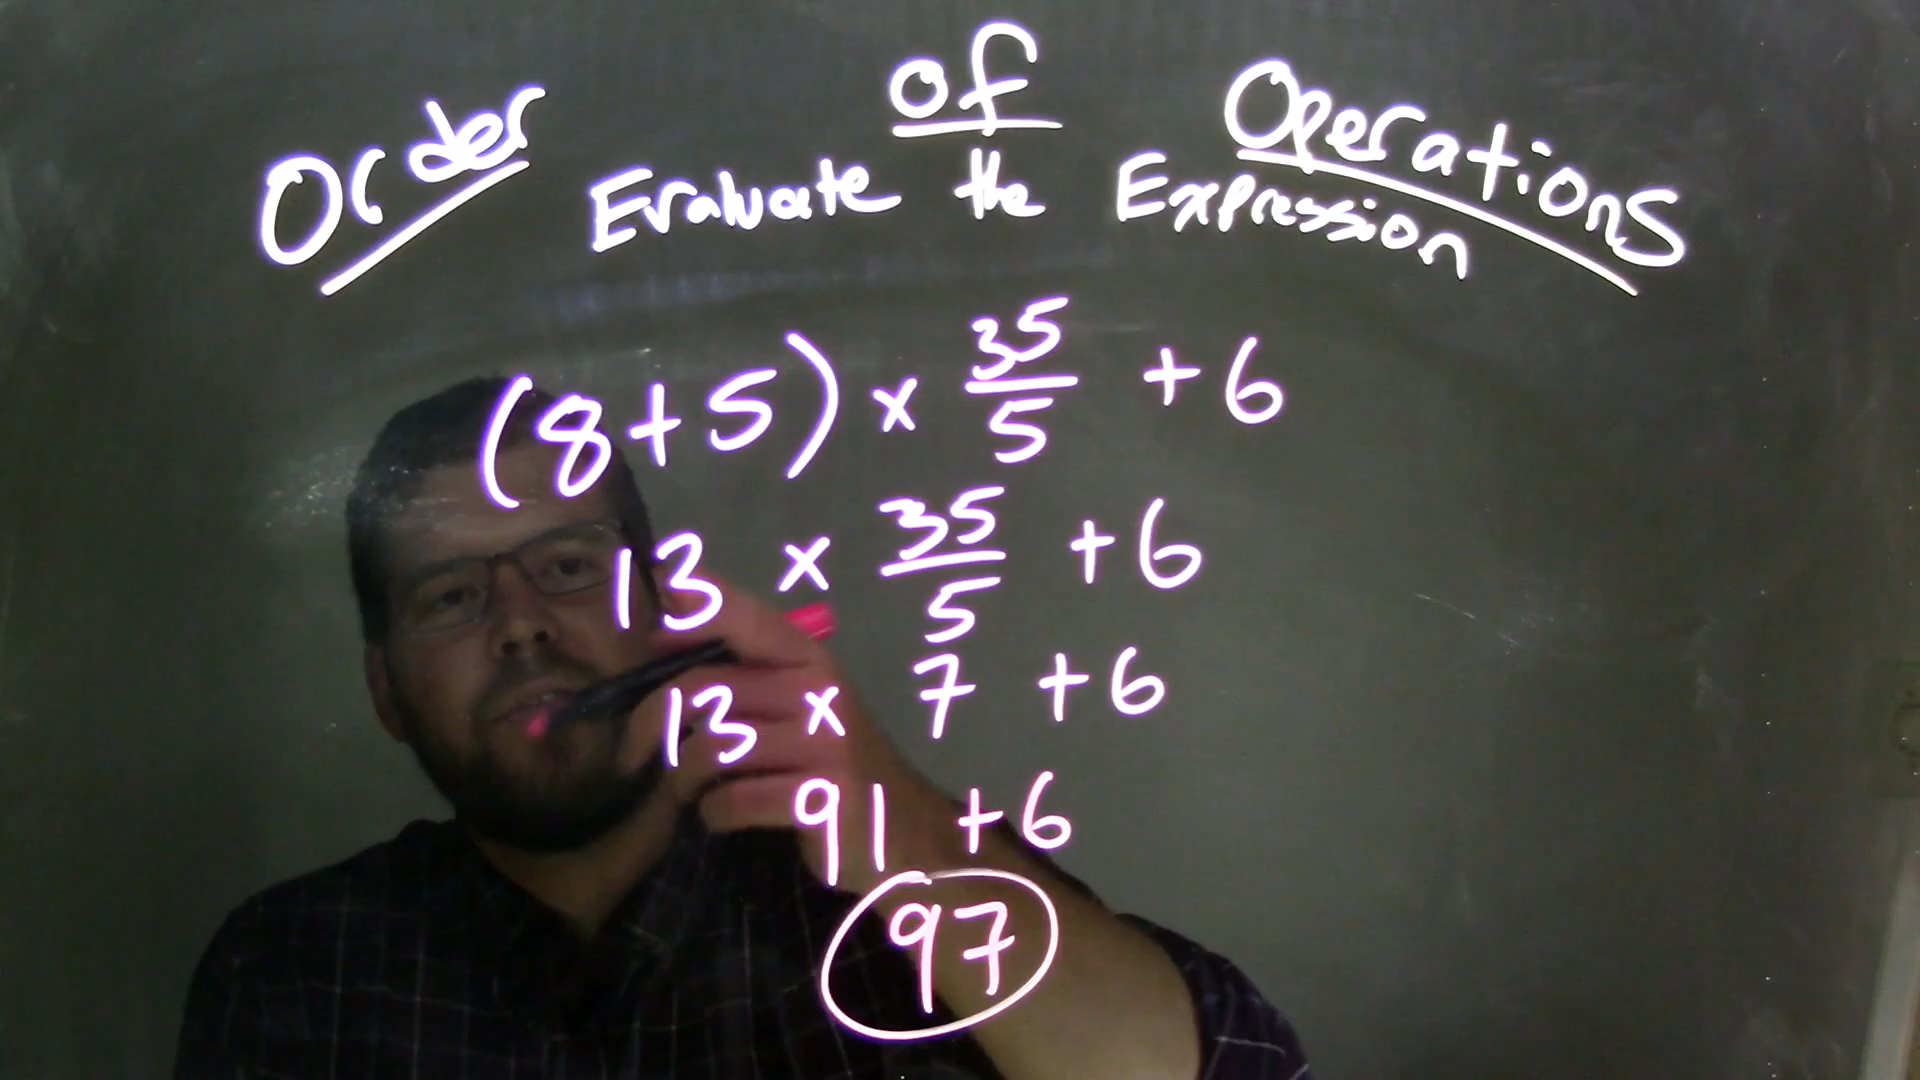 Order of Operations
Evaluate the Expression
(8+5) × 35/5 + 6
13 × 35/5 + 6
13 × 7 + 6
91 + 6
97